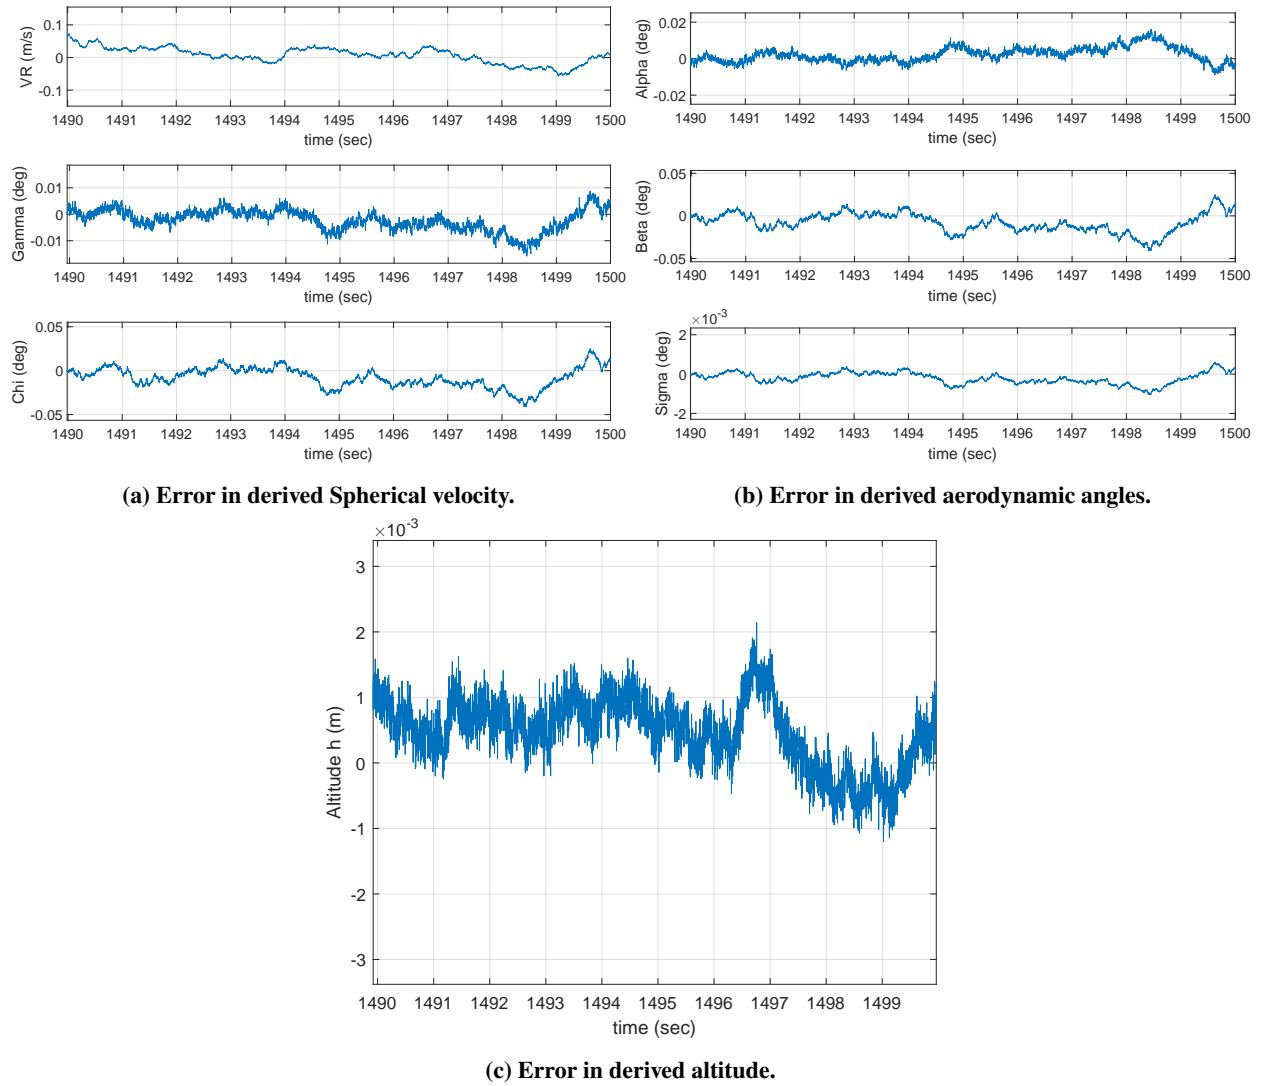 0.1
0
-0.1
VR (m/s)
1490 1491 1492 1493 1494 1495 1496 1497 1498 1499 1500
time (sec)
0.01
0
-0.01
Gamma (deg)
1490 1491 1492 1493 1494 1495 1496 1497 1498 1499 1500
time (sec)
0.05
0
-0.05
Chi (deg)
1490 1491 1492 1493 1494 1495 1496 1497 1498 1499 1500
time (sec)
(a) Error in derived Spherical velocity.
0.02
0
-0.02
Alpha (deg)
1490 1491 1492 1493 1494 1495 1496 1497 1498 1499 1500
time (sec)
0.05
0
-0.05
Beta (deg)
1490 1491 1492 1493 1494 1495 1496 1497 1498 1499 1500
time (sec)
×10-3
2
0
-2
Sigma (deg)
1490 1491 1492 1493 1494 1495 1496 1497 1498 1499 1500
time (sec)
(b) Error in derived aerodynamic angles.
×10-3
3
2
1
0
-1
-2
-3
Altitude h (m)
1490 1491 1492 1493 1494 1495 1496 1497 1498 1499
time (sec)
(c) Error in derived altitude.